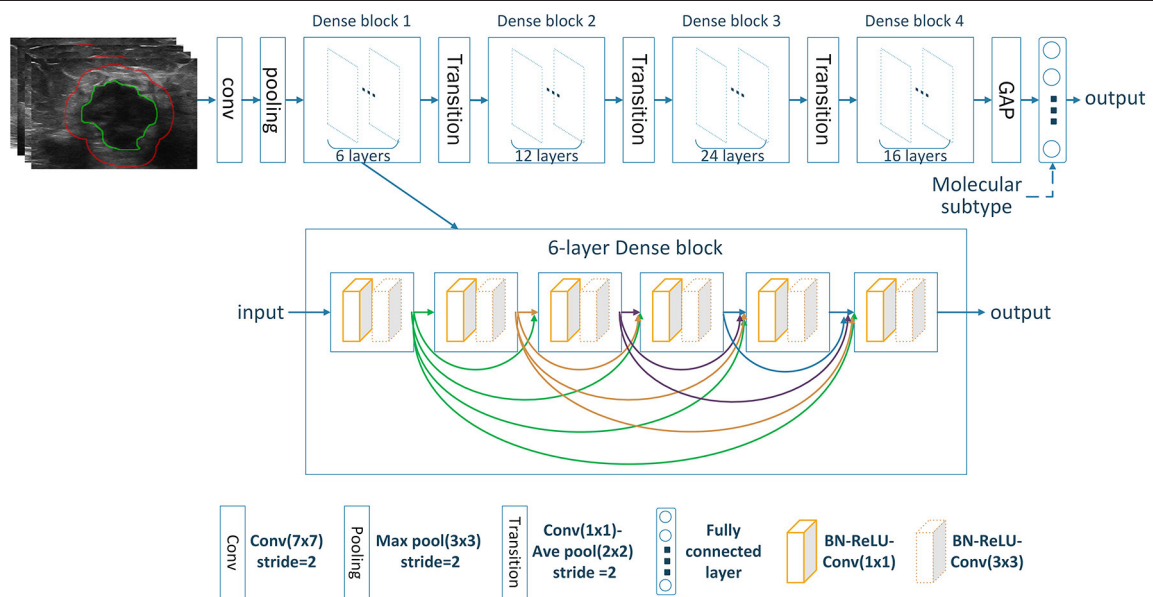 Dense block 1
Dense block 2
Dense block 3
Dense block 4
conv
pooling
Transition
Transition
Transition
GAP
output
6 layers
12 layers
24 layers
16 layers
Molecular
subtype
6-layer Dense block
input
output
Conv
Conv(7x7)
stride=2
Pooling
Max pool(3x3)
stride=2
Transition
Conv(1x1)-
Ave pool(2x2)
stride =2
Fully
connected
layer
BN-ReLU-
Conv(1x1)
BN-ReLU-
Conv(3x3)